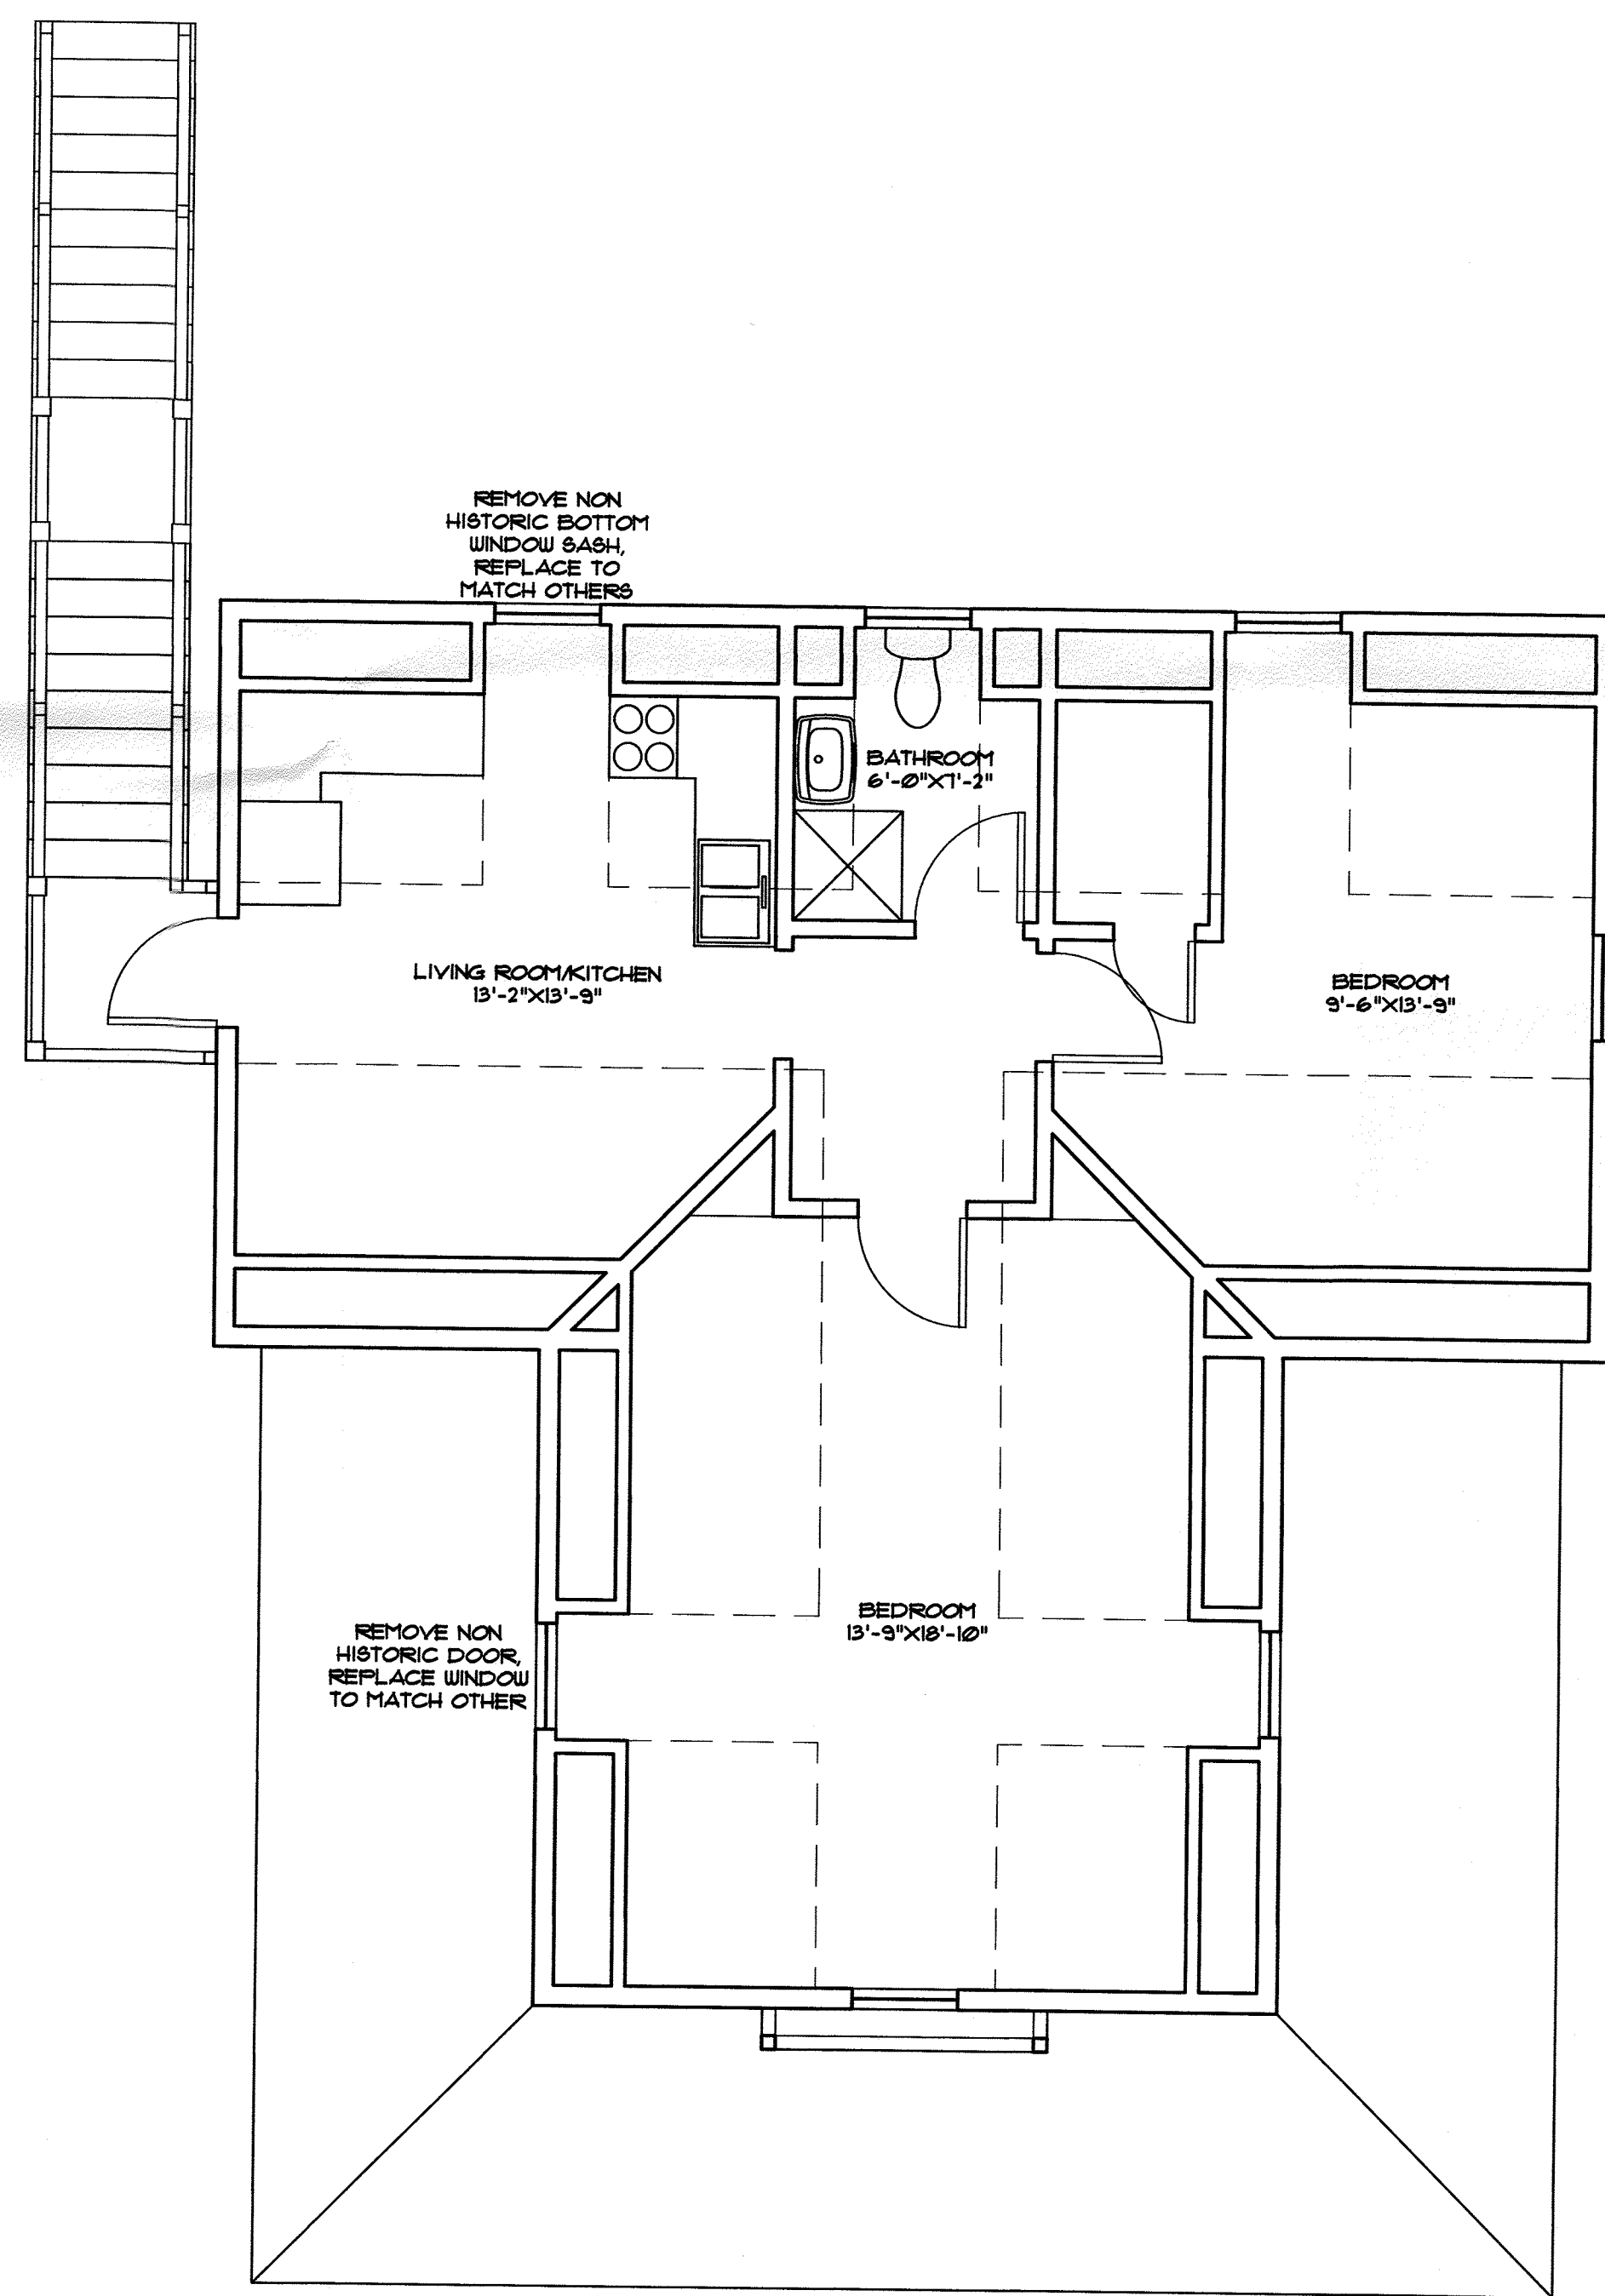 REMOVE NON
HISTORIC BOTTOM
WINDOW SASH,
REPLACE TO
MATCH OTHERS
BATHROOM
6'-0"X7'-2"
LIVING ROOM/KITCHEN
13'-2"X13'-9"
BEDROOM
9'-6"X13'-9"
BEDROOM
13'-9"X18'-10"
REMOVE NON
HISTORIC DOOR,
REPLACE WINDOW
TO MATCH OTHER